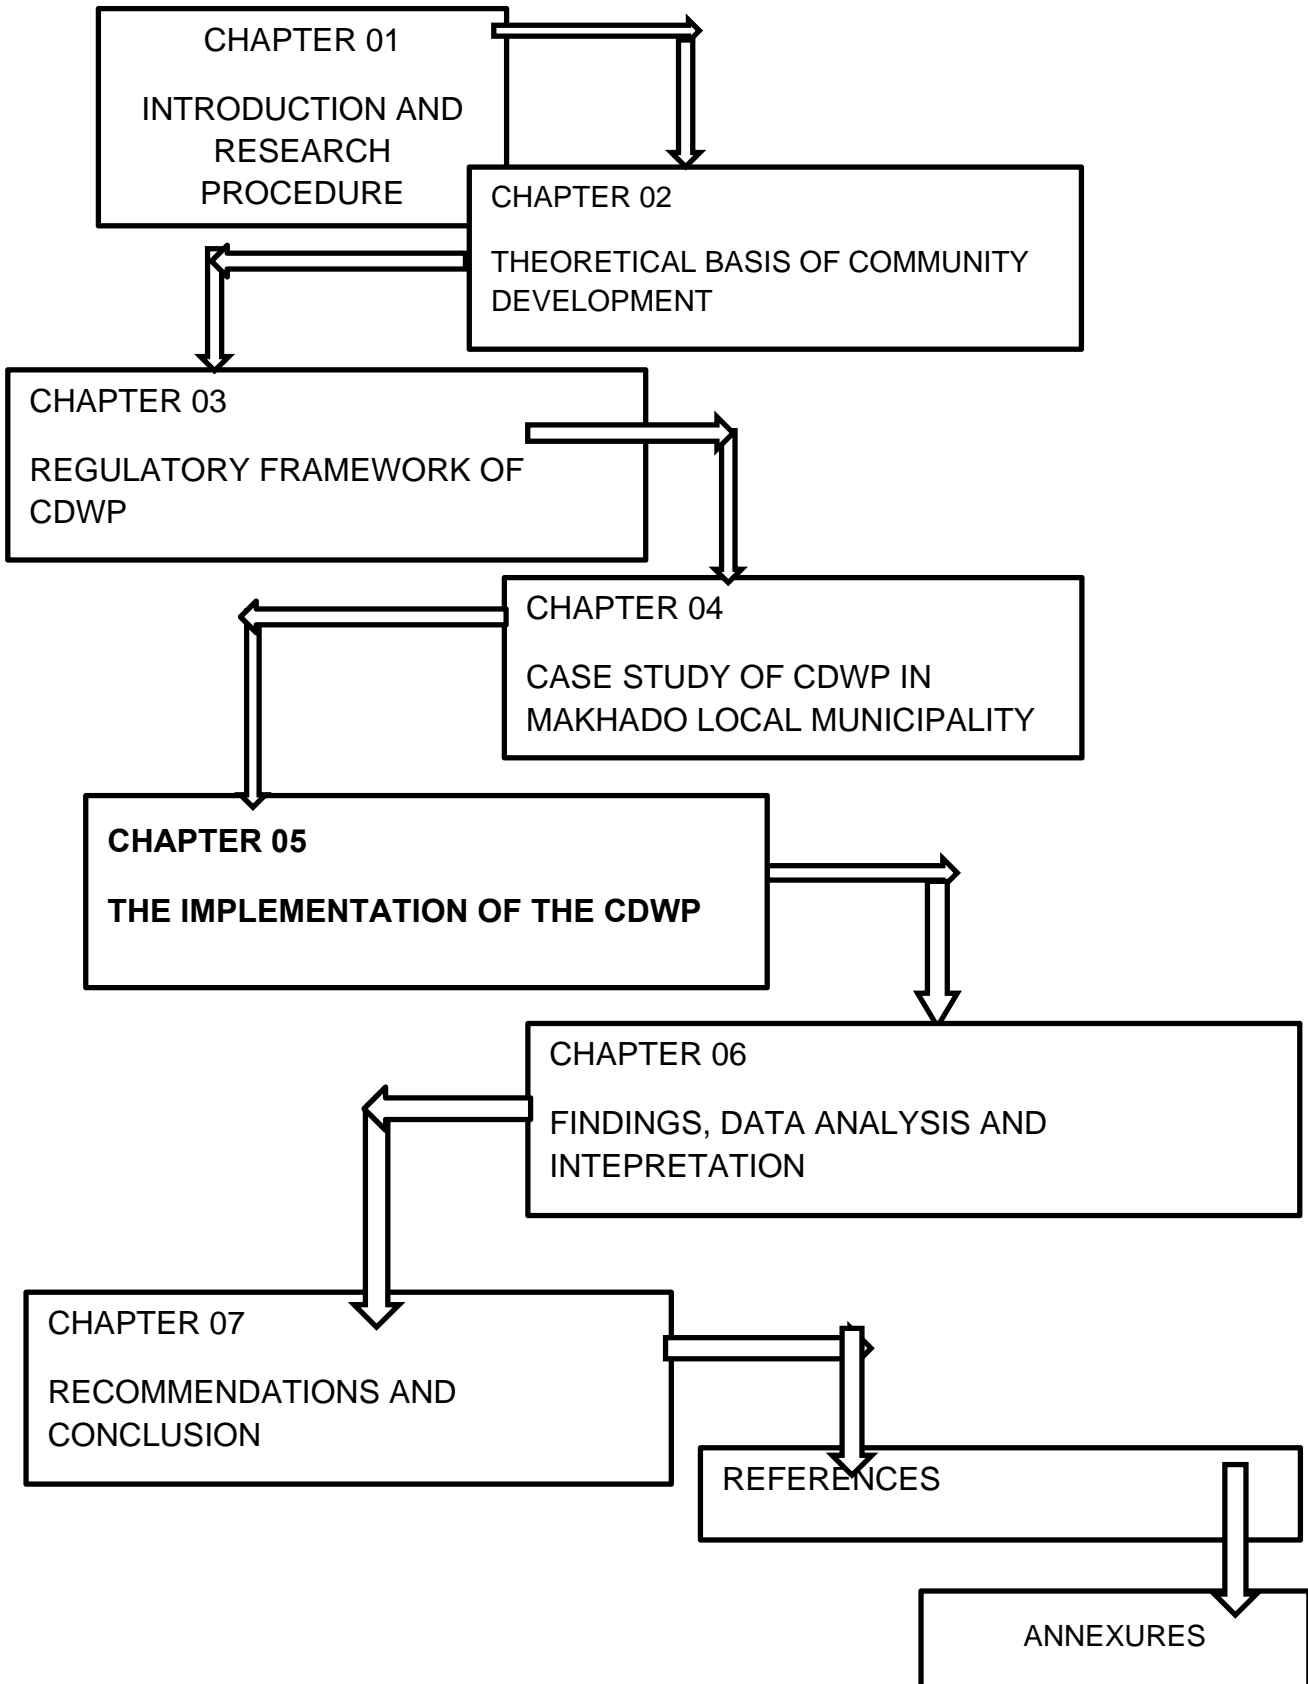 CHAPTER 01
INTRODUCTION AND
RESEARCH
PROCEDURE
CHAPTER 02
THEORETICAL BASIS OF COMMUNITY
DEVELOPMENT
CHAPTER 03
REGULATORY FRAMEWORK OF
CDWP
CHAPTER 04
CASE STUDY OF CDWP IN
MAKHADO LOCAL MUNICIPALITY
CHAPTER 05
THE IMPLEMENTATION OF THE CDWP
CHAPTER 06
FINDINGS, DATA ANALYSIS AND
INTEPRETATION
CHAPTER 07
RECOMMENDATIONS AND
CONCLUSION
REFERENCES
ANNEXURES